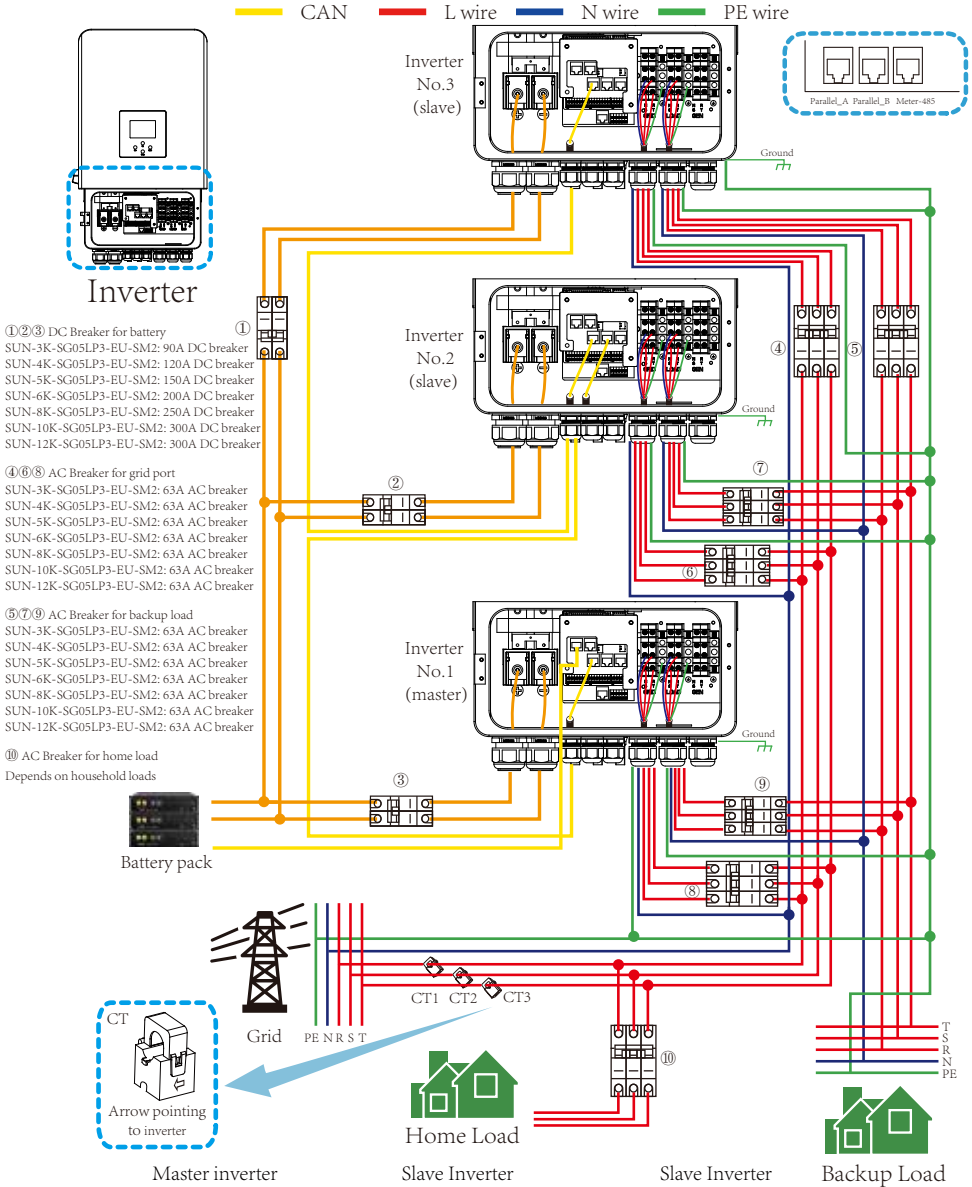 CAN L wire N wire PE wire
Inverter
No.3
(slave)
Parallel_A Parallel_B Meter-485
Ground
Inverter
Inverter
No.2
(slave)
Ground
①
④
⑤
①②③ DC Breaker for battery
SUN-3K-SG05LP3-EU-SM2: 90A DC breaker
SUN-4K-SG05LP3-EU-SM2: 120A DC breaker
SUN-5K-SG05LP3-EU-SM2: 150A DC breaker
SUN-6K-SG05LP3-EU-SM2: 200A DC breaker
SUN-8K-SG05LP3-EU-SM2: 250A DC breaker
SUN-10K-SG05LP3-EU-SM2: 300A DC breaker
SUN-12K-SG05LP3-EU-SM2: 300A DC breaker
④⑥⑧ AC Breaker for grid port
SUN-3K-SG05LP3-EU-SM2: 63A AC breaker
SUN-4K-SG05LP3-EU-SM2: 63A AC breaker
SUN-5K-SG05LP3-EU-SM2: 63A AC breaker
SUN-6K-SG05LP3-EU-SM2: 63A AC breaker
SUN-8K-SG05LP3-EU-SM2: 63A AC breaker
SUN-10K-SG05LP3-EU-SM2: 63A AC breaker
SUN-12K-SG05LP3-EU-SM2: 63A AC breaker
②
⑦
⑥
⑤⑦⑨ AC Breaker for backup load
SUN-3K-SG05LP3-EU-SM2: 63A AC breaker
SUN-4K-SG05LP3-EU-SM2: 63A AC breaker
SUN-5K-SG05LP3-EU-SM2: 63A AC breaker
SUN-6K-SG05LP3-EU-SM2: 63A AC breaker
SUN-8K-SG05LP3-EU-SM2: 63A AC breaker
SUN-10K-SG05LP3-EU-SM2: 63A AC breaker
SUN-12K-SG05LP3-EU-SM2: 63A AC breaker
Inverter
No.1
(master)
Ground
⑩ AC Breaker for home load
Depends on household loads
③
⑨
⑧
Battery pack
CT1 CT2 CT3
Grid
PE N R S T
CT
Arrow pointing
to inverter
⑩
T
S
R
N
PE
Home Load
Backup Load
Master inverter Slave Inverter Slave Inverter